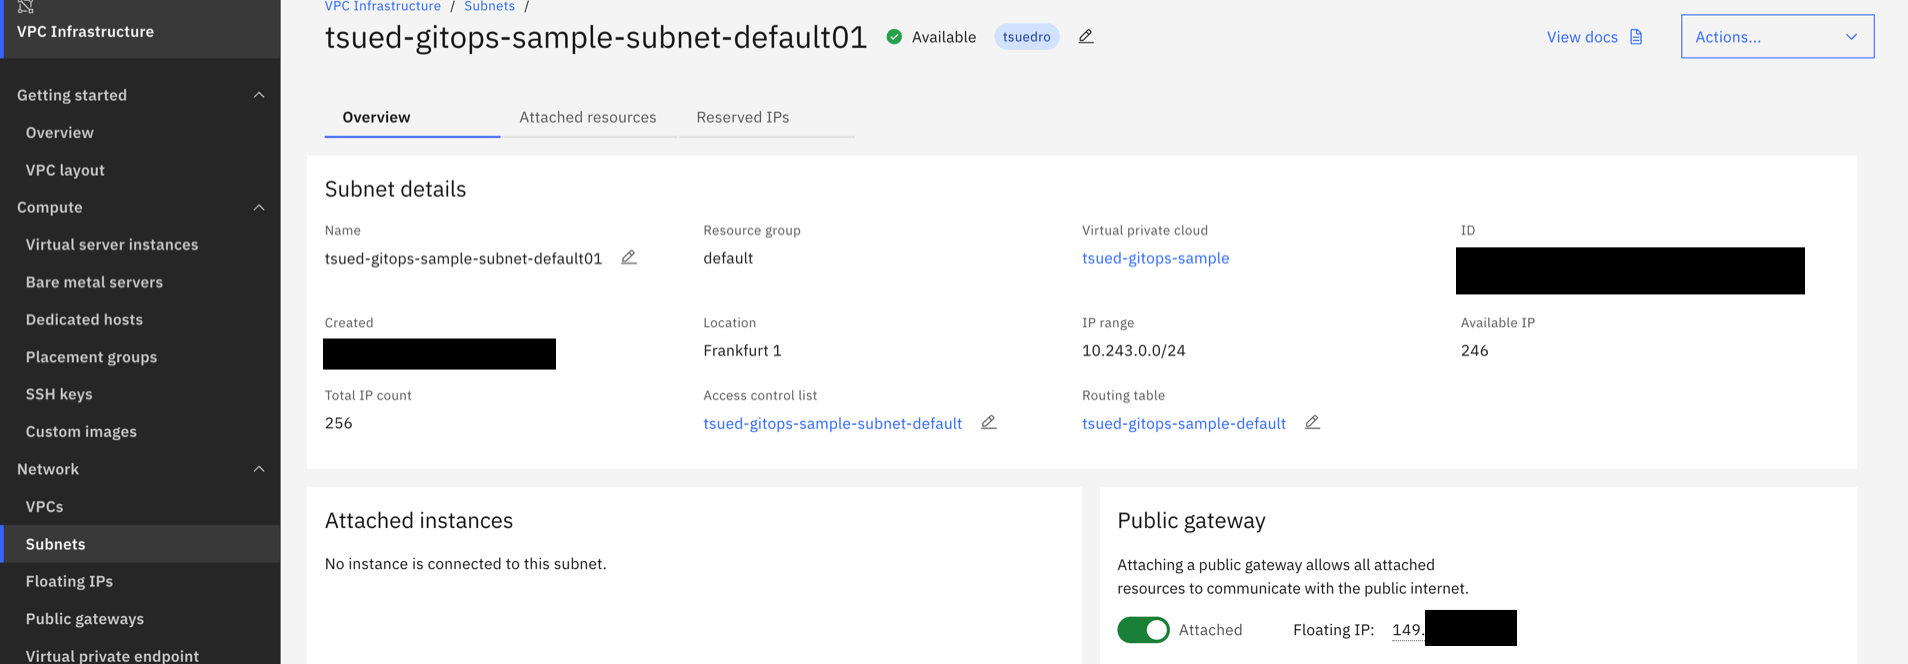 VPC Infrastructure
Getting started
Overview
VPC layout
Compute
Virtual server instances
Bare metal servers
Dedicated hosts
Placement groups
SSH keys
Custom images
Network
VPCs
Subnets
Floating IPs
Public gateways
Virtual private endpoint
VPC Infrastructure / Subnets /
tsued-gitops-sample-subnet-default01 Available tsuedro
View docs Actions...
Overview Attached resources Reserved IPs
Subnet details
Name Resource group Virtual private cloud ID
tsued-gitops-sample-subnet-default01 default tsued-gitops-sample
Created Location IP range Available IP
Frankfurt 1 10.243.0.0/24 246
Total IP count Access control list Routing table
256 tsued-gitops-sample-subnet-default tsued-gitops-sample-default
Attached instances
No instance is connected to this subnet.
Public gateway
Attaching a public gateway allows all attached
resources to communicate with the public internet.
Attached Floating IP: 149.